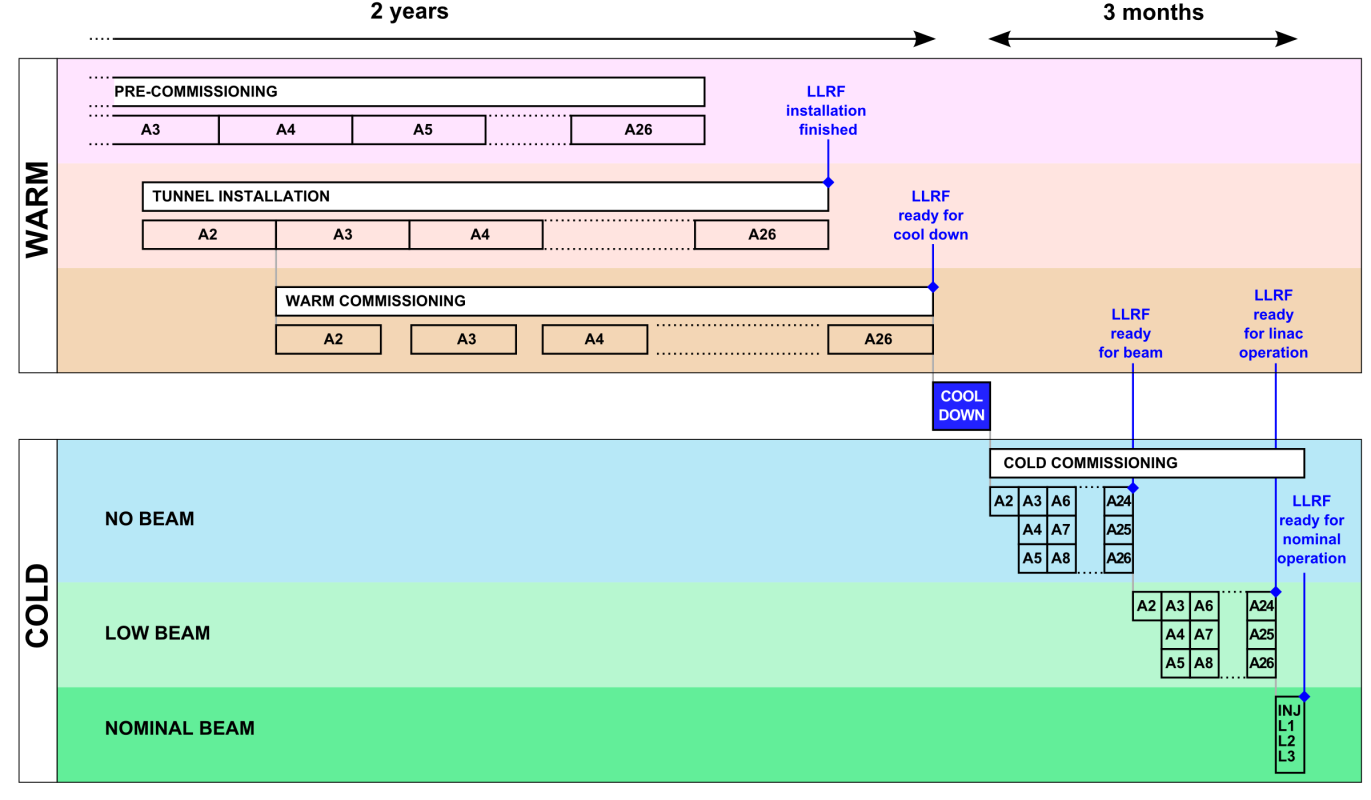 2 years
3 months
WARM
PRE-COMMISSIONING
A3 A4 A5 A26
LLRF
installation
finished
TUNNEL INSTALLATION
A2 A3 A4 A26
LLRF
ready for
cool down
WARM COMMISSIONING
A2 A3 A4 A26
LLRF
ready
for beam
LLRF
ready
for linac
operation
COOL
DOWN
COLD
COLD COMMISSIONING
NO BEAM
A2 A3 A6 A24
A4 A7 A25
A5 A8 A26
LLRF
ready for
nominal
operation
LOW BEAM
A2 A3 A6 A24
A4 A7 A25
A5 A8 A26
NOMINAL BEAM
INJ
L1
L2
L3